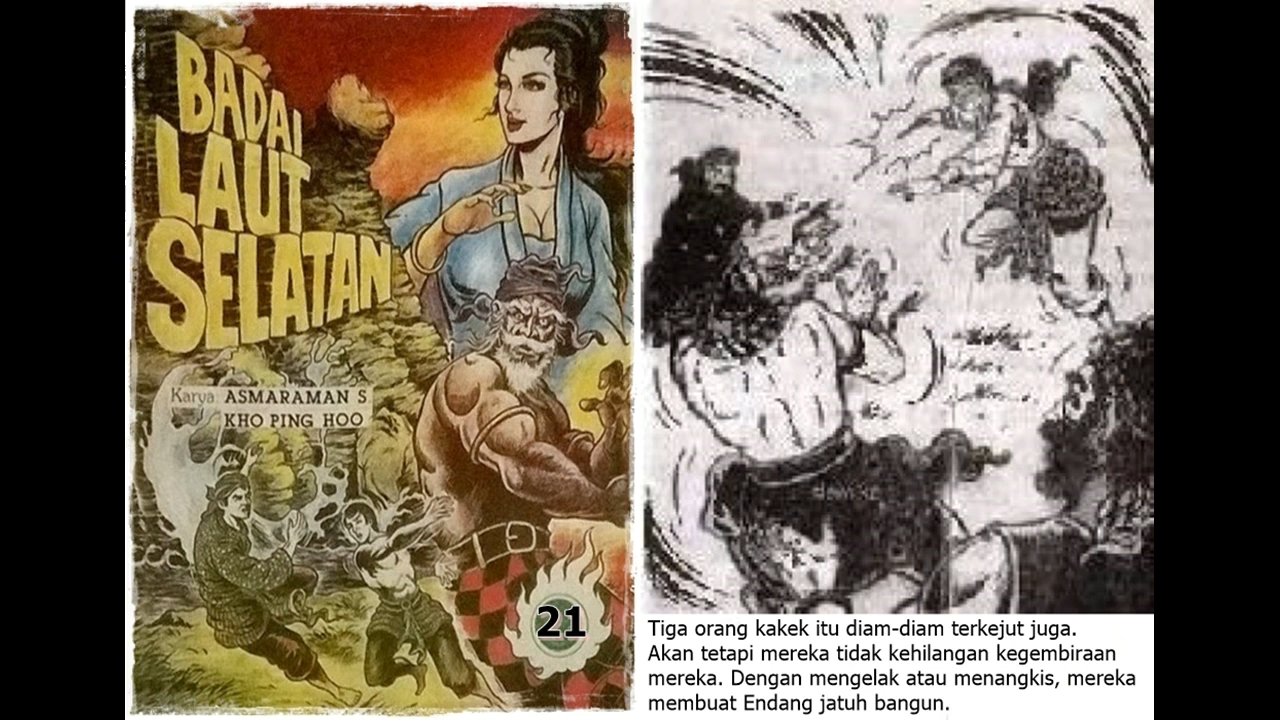 BADAI
LAUT
SELATAN
Karya: ASMARAMAN S
KHO PING HOO
21
Tiga orang kakek itu diam-diam terkejut juga.
Akan tetapi mereka tidak kehilangan kegembiraan
mereka. Dengan mengelak atau menangkis, mereka
membuat Endang jatuh bangun.